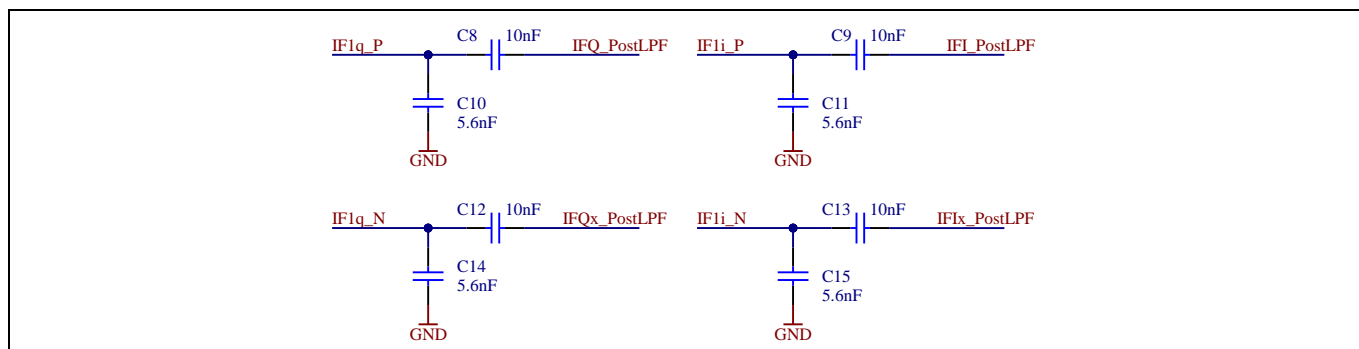 C8 10nF
IF1q_P IFQ_PostLPF
C10
5.6nF
GND
C9 10nF
IF1i_P IFI_PostLPF
C11
5.6nF
GND
C12 10nF
IF1q_N IFQx_PostLPF
C14
5.6nF
GND
C13 10nF
IF1i_N IFIx_PostLPF
C15
5.6nF
GND